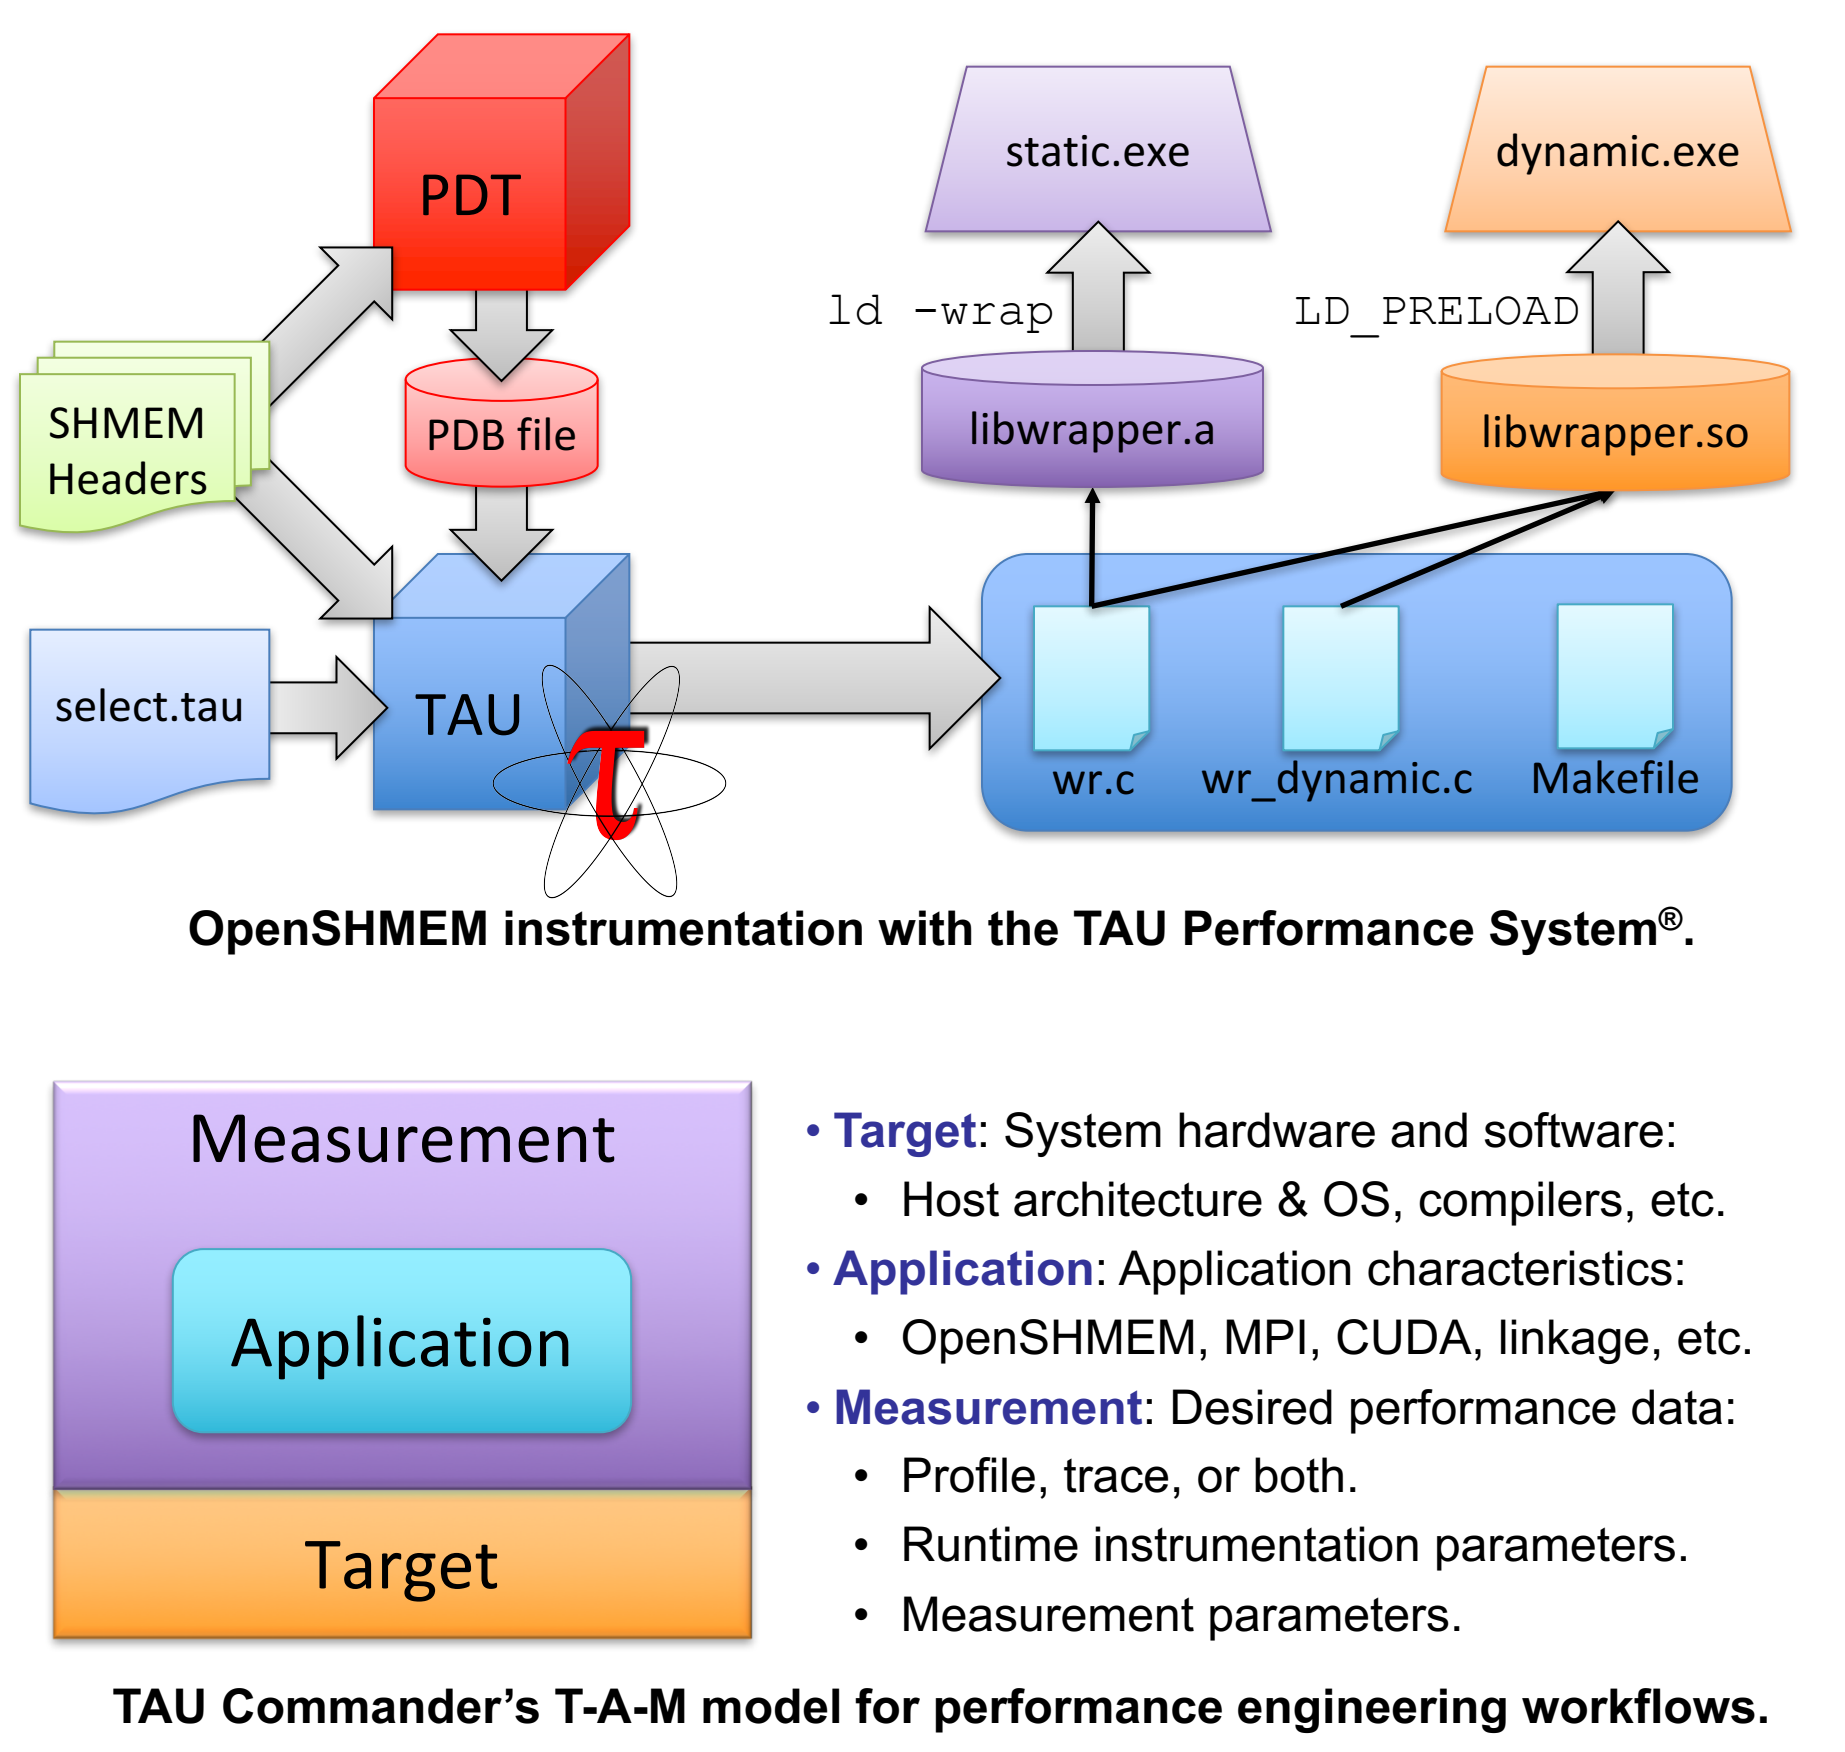 PDT
static.exe
dynamic.exe
ld -wrap
LD_PRELOAD
SHMEM
Headers
PDB file
libwrapper.a
libwrapper.so
select.tau
TAU
τ
wr.c
wr_dynamic.c
Makefile
OpenSHMEM instrumentation with the TAU Performance System®.
Measurement
Application
Target
• Target: System hardware and software:
• Host architecture & OS, compilers, etc.
• Application: Application characteristics:
• OpenSHMEM, MPI, CUDA, linkage, etc.
• Measurement: Desired performance data:
• Profile, trace, or both.
• Runtime instrumentation parameters.
• Measurement parameters.
TAU Commander’s T-A-M model for performance engineering workflows.